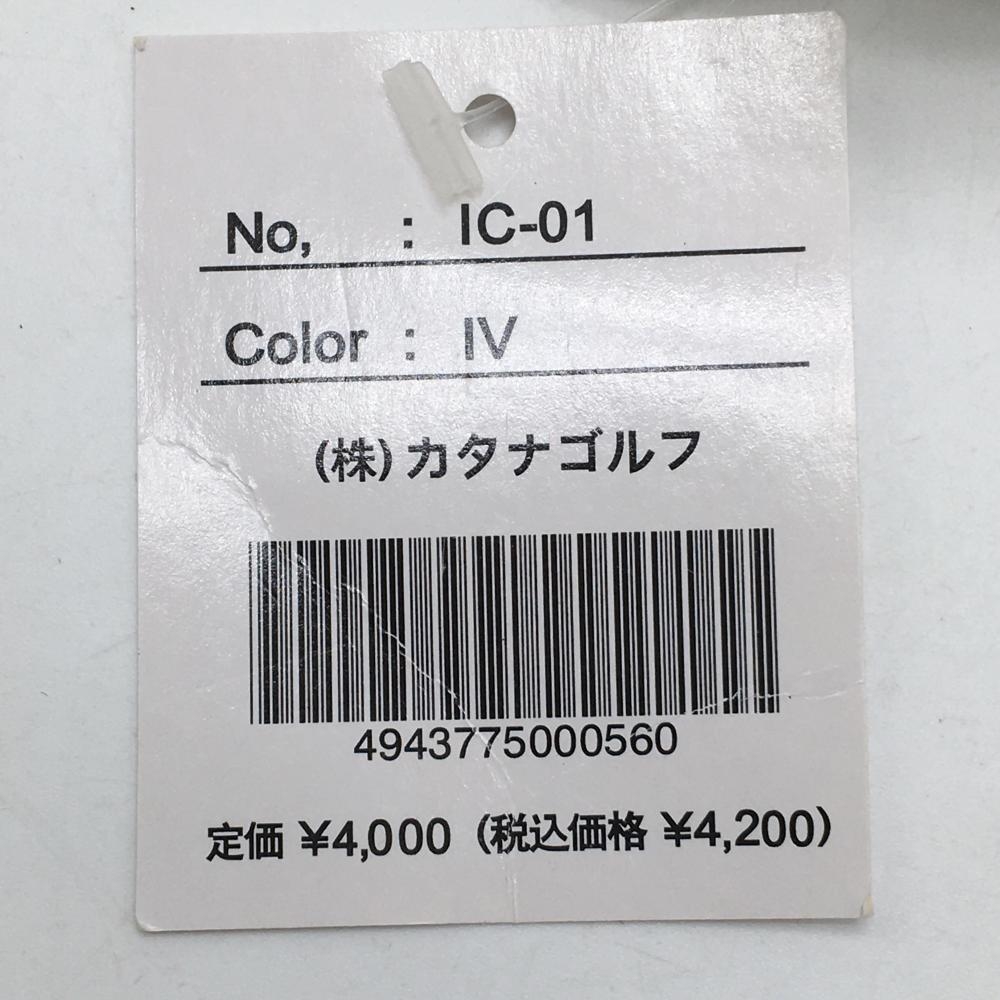 No, : IC-01
Color : IV
(株)カタナゴルフ
4943775000560
定価 ¥4,000 (税込価格 ¥4,200)